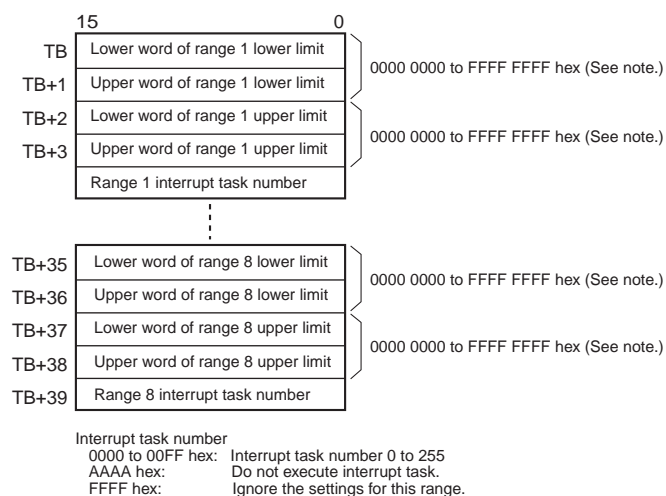 15 0
TB Lower word of range 1 lower limit
TB+1 Upper word of range 1 lower limit
0000 0000 to FFFF FFFF hex (See note.)
TB+2 Lower word of range 1 upper limit
TB+3 Upper word of range 1 upper limit
0000 0000 to FFFF FFFF hex (See note.)
Range 1 interrupt task number
TB+35 Lower word of range 8 lower limit
TB+36 Upper word of range 8 lower limit
0000 0000 to FFFF FFFF hex (See note.)
TB+37 Lower word of range 8 upper limit
TB+38 Upper word of range 8 upper limit
0000 0000 to FFFF FFFF hex (See note.)
TB+39 Range 8 interrupt task number
Interrupt task number
0000 to 00FF hex: Interrupt task number 0 to 255
AAAA hex: Do not execute interrupt task.
FFFF hex: Ignore the settings for this range.